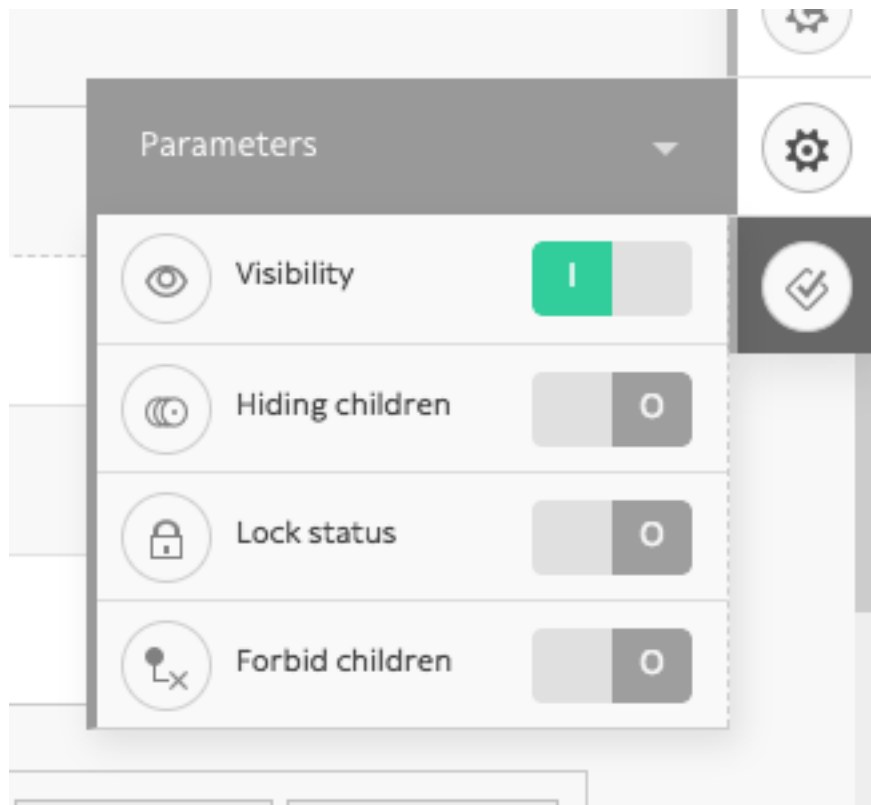 Parameters
Visibility I
Hiding children O
Lock status O
Forbid children O